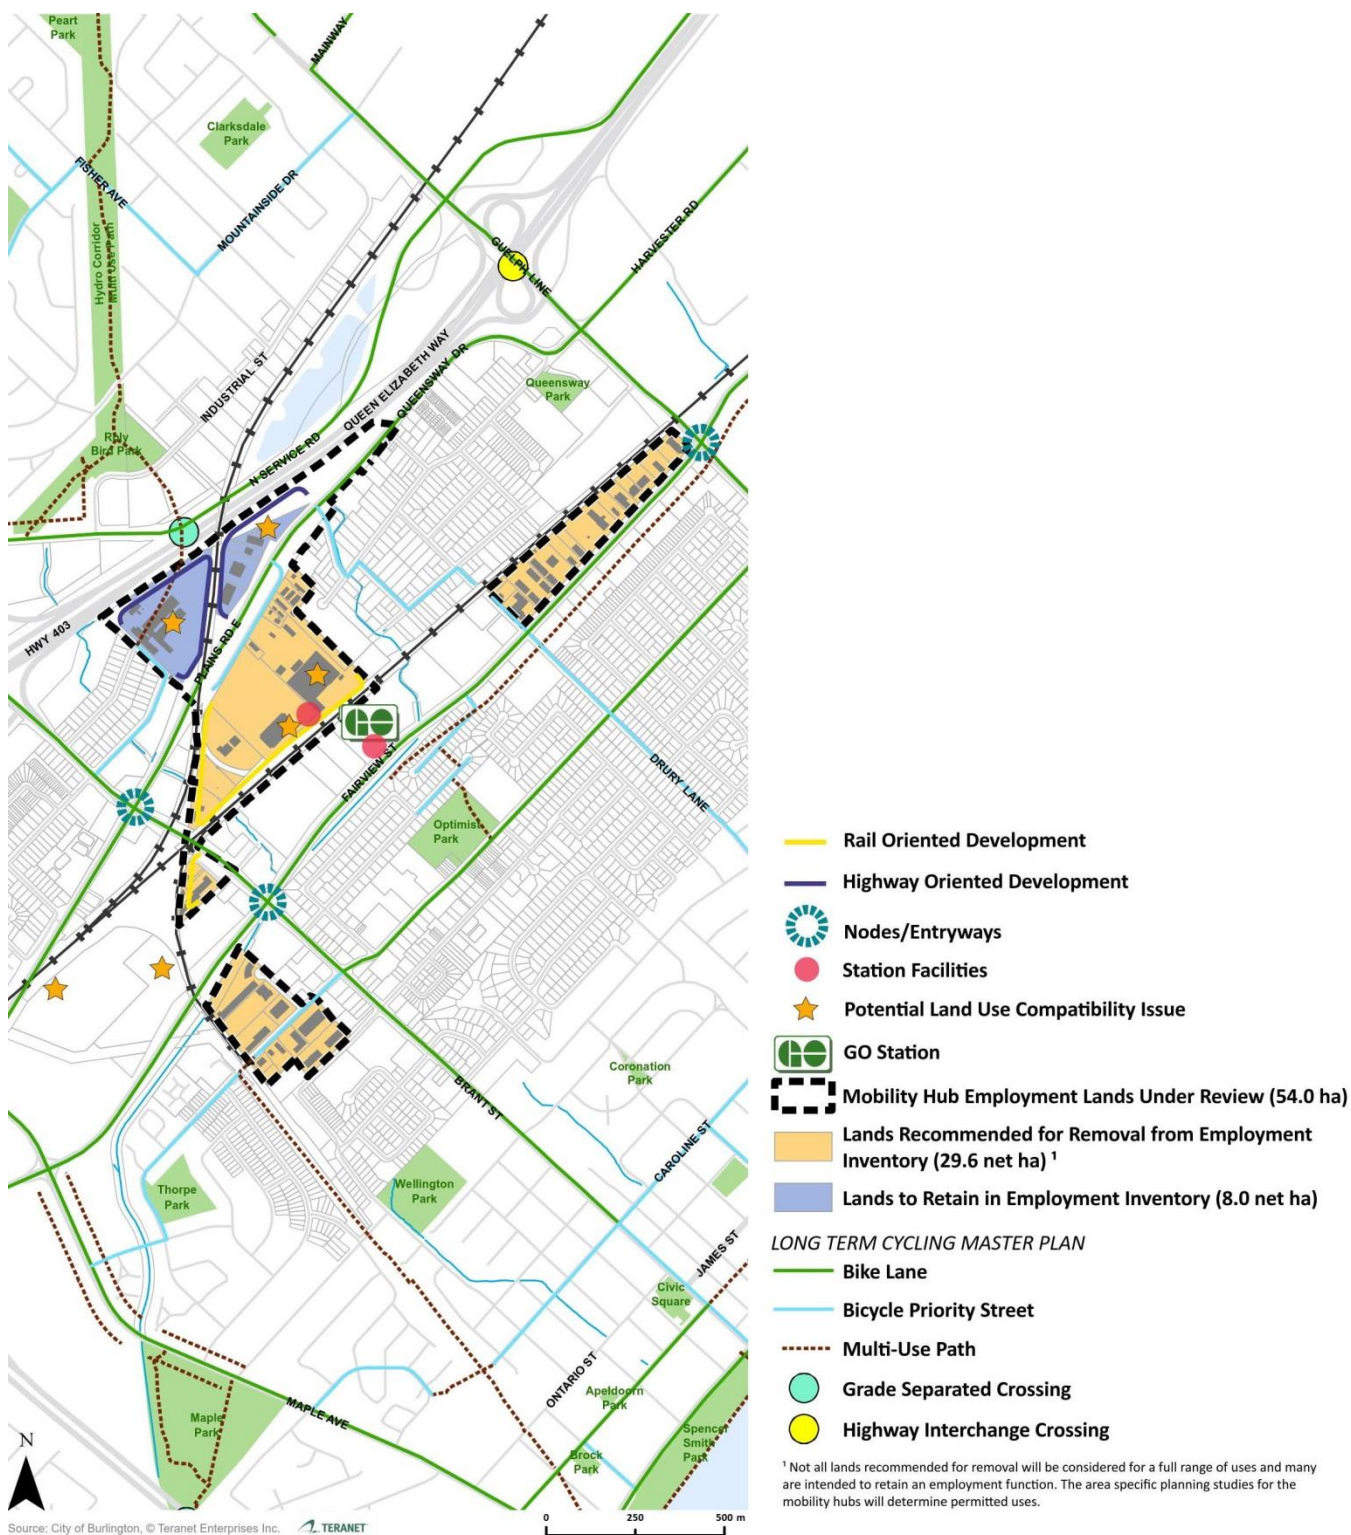 Peart
Park
MAINWAY
Clarksdale
Park
FISHER AVE
MOUNTAINSIDE DR
Hydro Corridor
Multi Use Path
GUELPH LINE
HARVESTER RD
INDUSTRIAL ST
QUEEN ELIZABETH WAY
QUEENSWAY DR
Queensway
Park
Roly
Bird Park
N SERVICE RD
HWY 403
PLAINS RD E
GO
FAIRVIEW ST
DRURY LANE
Optimist
Park
BRANT ST
Coronation
Park
CAROLINE ST
Thorpe
Park
Wellington
Park
JAMES ST
Civic
Square
ONTARIO ST
Apeldoorn
Park
MAPLE AVE
Maple
Park
Brock
Park
Spencer
Smith
Park
N
Source: City of Burlington, © Teranet Enterprises Inc.
TERANET
0 250 500 m
Rail Oriented Development
Highway Oriented Development
Nodes/Entryways
Station Facilities
Potential Land Use Compatibility Issue
GO
GO Station
Mobility Hub Employment Lands Under Review (54.0 ha)
Lands Recommended for Removal from Employment
Inventory (29.6 net ha) ¹
Lands to Retain in Employment Inventory (8.0 net ha)
LONG TERM CYCLING MASTER PLAN
Bike Lane
Bicycle Priority Street
Multi-Use Path
Grade Separated Crossing
Highway Interchange Crossing
¹ Not all lands recommended for removal will be considered for a full range of uses and many
are intended to retain an employment function. The area specific planning studies for the
mobility hubs will determine permitted uses.